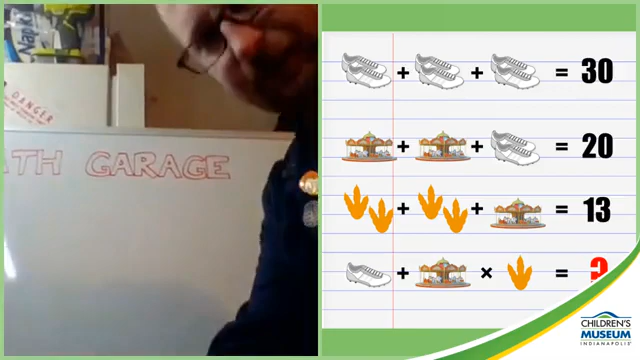 DANGER
ATH GARAGE
+ + = 30
+ + = 20
+ + = 13
+ × = ?
CHILDREN'S
MUSEUM
INDIANAPOLIS